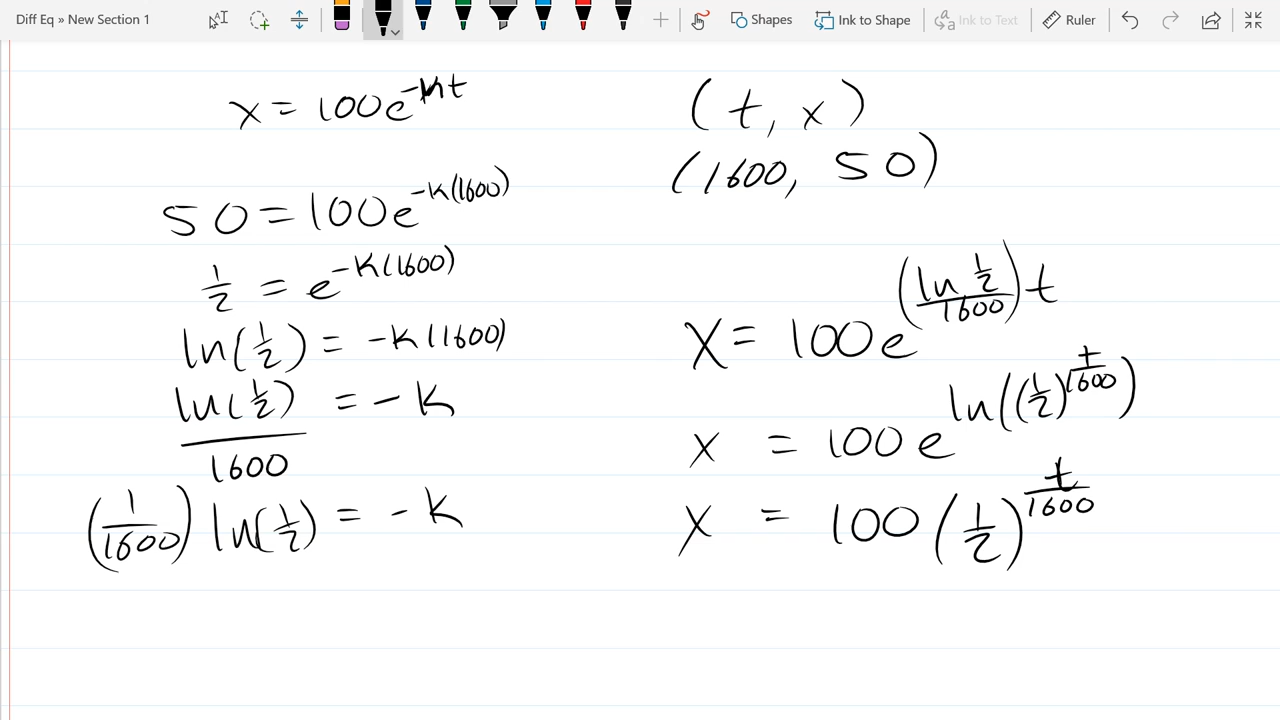 Diff Eq » New Section 1 Shapes Ink to Shape Ink to Text Ruler
x = 100e^{-kt}
50 = 100e^{-k(1600)}
1/2 = e^{-k(1600)}
ln(1/2) = -k(1600)
ln(1/2)/1600 = -k
(1/1600) ln(1/2) = -k
(t, x)
(1600, 50)
x = 100e^{(ln 1/2 / 1600)t}
x = 100e^{ln((1/2)^{t/1600})}
x = 100(1/2)^{t/1600}